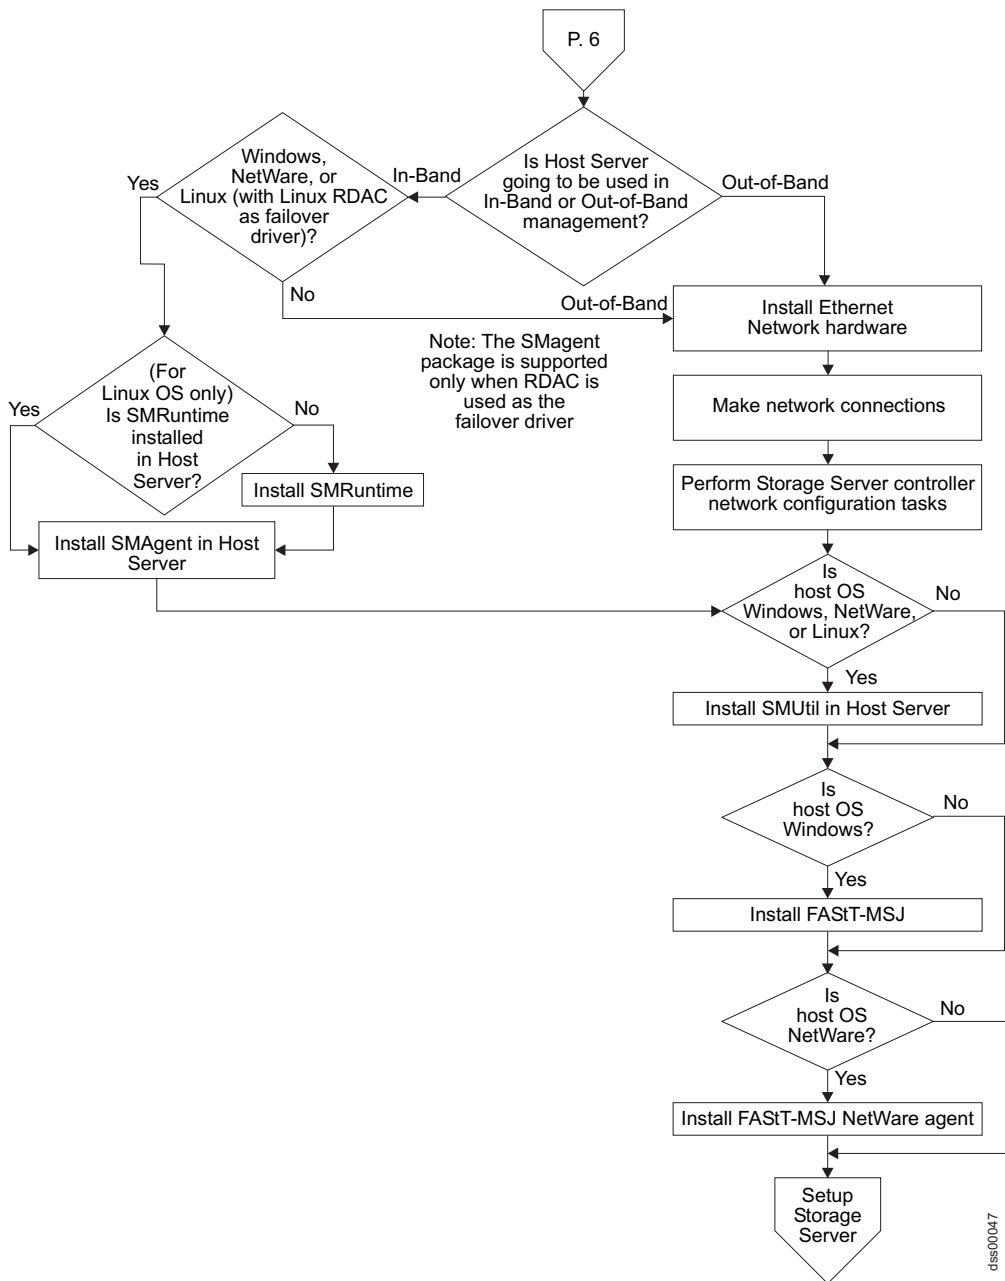 P. 6
Is Host Server
going to be used in
In-Band or Out-of-Band
management?
In-Band
Out-of-Band
Windows,
NetWare, or
Linux (with Linux RDAC
as failover
driver)?
Yes
No
Out-of-Band
Install Ethernet
Network hardware
Note: The SMagent
package is supported
only when RDAC is
used as the
failover driver
Make network connections
(For
Linux OS only)
Is SMRuntime
installed
in Host
Server?
Yes
No
Install SMRuntime
Perform Storage Server controller
network configuration tasks
Install SMAgent in Host
Server
Is
host OS
Windows, NetWare,
or Linux?
No
Yes
Install SMUtil in Host Server
Is
host OS
Windows?
No
Yes
Install FAStT-MSJ
Is
host OS
NetWare?
No
Yes
Install FAStT-MSJ NetWare agent
Setup
Storage
Server
dss00047